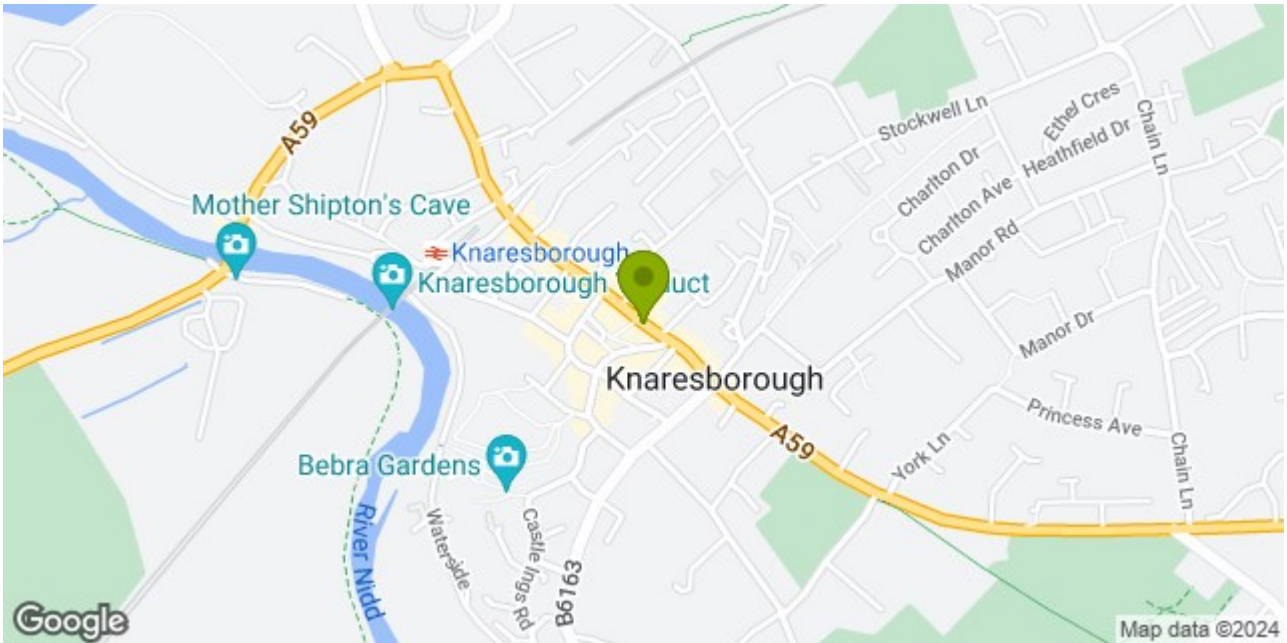 A59
Stockwell Ln
Ethel Cres
Heathfield Dr
Chain Ln
Charlton Dr
Charlton Ave
Manor Rd
Mother Shipton's Cave
Knaresborough
Knaresborough
Manor Dr
Knaresborough
Princess Ave
A59
York Ln
Chain Ln
Bebra Gardens
River Nidd
Waterside
Castle Ings Rd
B6163
Google
Map data ©2024